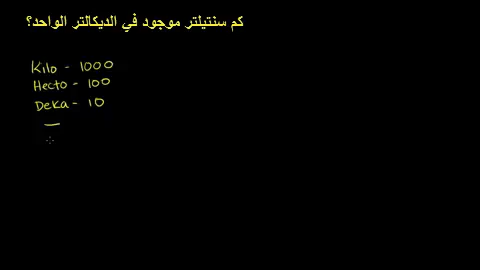 كم سنتيلتر موجود في الديكالتر الواحد؟
Kilo - 1000
Hecto - 100
Deka - 10